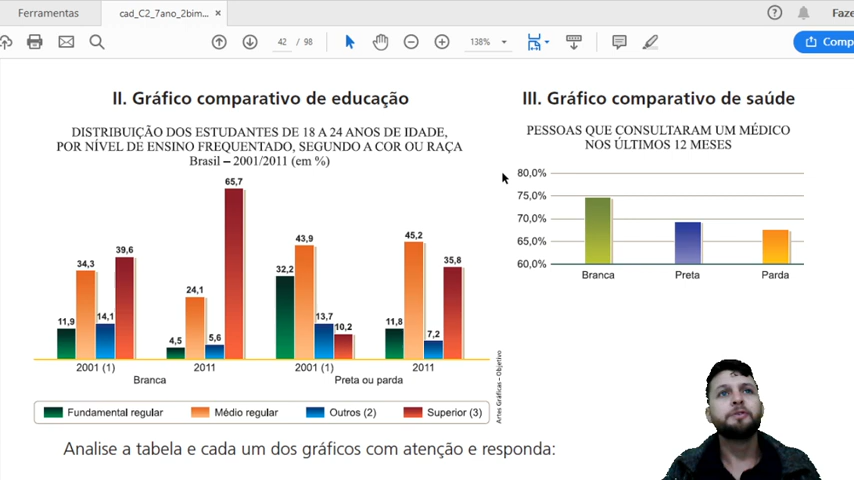 Ferramentas
cad_C2_7ano_2bim... ×
Faze
42 / 98
138%
Comp
II. Gráfico comparativo de educação
DISTRIBUIÇÃO DOS ESTUDANTES DE 18 A 24 ANOS DE IDADE,
POR NÍVEL DE ENSINO FREQUENTADO, SEGUNDO A COR OU RAÇA
Brasil – 2001/2011 (em %)
11,9
34,3
14,1
39,6
4,5
24,1
5,6
65,7
32,2
43,9
13,7
10,2
11,8
45,2
7,2
35,8
2001 (1)
2011
2001 (1)
2011
Branca
Preta ou parda
Fundamental regular
Médio regular
Outros (2)
Superior (3)
Artes Gráficas – Objetivo
III. Gráfico comparativo de saúde
PESSOAS QUE CONSULTARAM UM MÉDICO
NOS ÚLTIMOS 12 MESES
80,0%
75,0%
70,0%
65,0%
60,0%
Branca
Preta
Parda
Analise a tabela e cada um dos gráficos com atenção e responda: